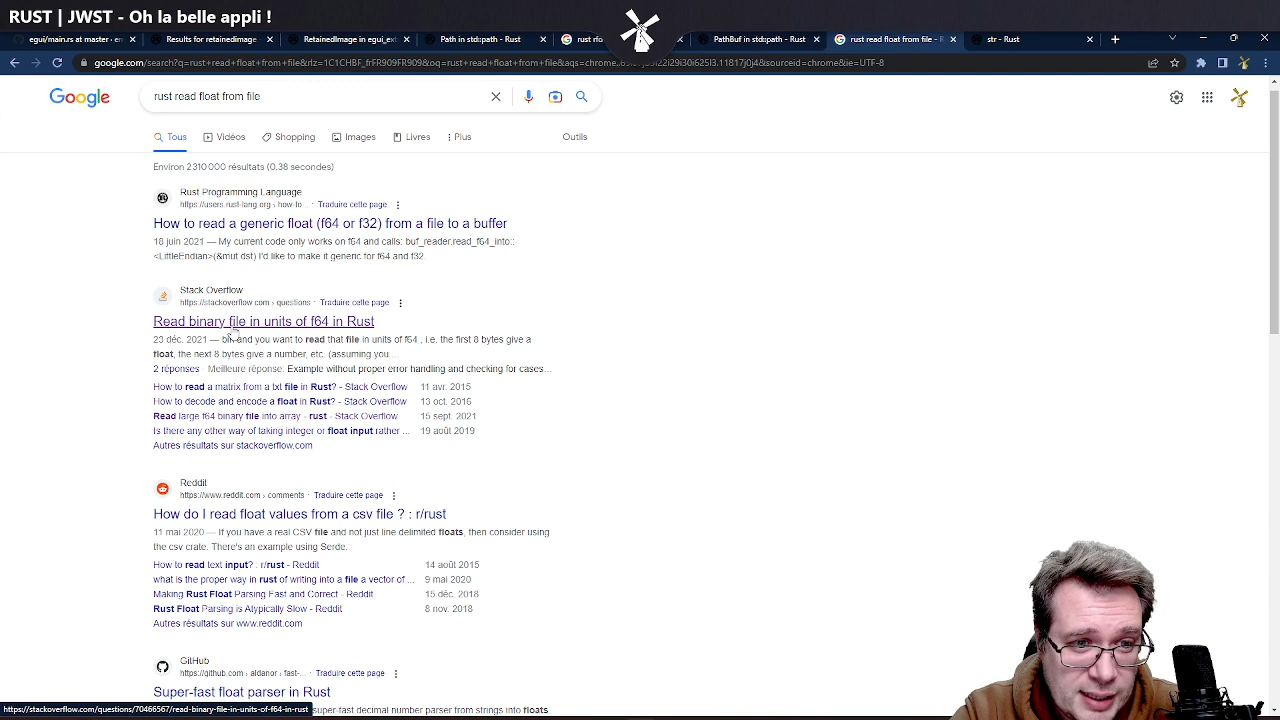 RUST | JWST - Oh la belle appli !
egui/main.rs at master · em
Results for retainedimage -
RetainedImage in egui_ext
Path in std::path - Rust
rust rfo
PathBuf in std::path - Rust
rust read float from file - R
str - Rust
rust read float from file
Tous
Vidéos
Shopping
Images
Livres
Plus
Outils
Environ 2 310 000 résultats (0,38 secondes)
Rust Programming Language
https://users.rust-lang.org › how-to... · Traduire cette page
How to read a generic float (f64 or f32) from a file to a buffer
18 juin 2021 — My current code only works on f64 and calls: buf_reader.read_f64_into::
<LittleEndian>(&mut dst) I'd like to make it generic for f64 and f32.
Stack Overflow
https://stackoverflow.com › questions · Traduire cette page
Read binary file in units of f64 in Rust
23 déc. 2021 — and you want to read that file in units of f64 , i.e. the first 8 bytes give a
float, the next 8 bytes give a number, etc. (assuming you ...
2 réponses · Meilleure réponse: Example without proper error handling and checking for cases...
How to read a matrix from a txt file in Rust? - Stack Overflow 11 avr. 2015
How to decode and encode a float in Rust? - Stack Overflow 13 oct. 2016
Read large f64 binary file into array - rust - Stack Overflow 15 sept. 2021
Is there any other way of taking integer or float input rather ... 19 août 2019
Autres résultats sur stackoverflow.com
Reddit
https://www.reddit.com › comments · Traduire cette page
How do I read float values from a csv file ? : r/rust
11 mai 2020 — If you have a real CSV file and not just line delimited floats, then consider using
the csv crate. There's an example using Serde.
How to read text input? : r/rust - Reddit 14 août 2015
what is the proper way in rust of writing into a file a vector of ... 9 mai 2020
Making Rust Float Parsing Fast and Correct - Reddit 15 déc. 2018
Rust Float Parsing is Atypically Slow - Reddit 8 nov. 2018
Autres résultats sur www.reddit.com
GitHub
https://github.com › aldanor › fast-... · Traduire cette page
Super-fast float parser in Rust
https://stackoverflow.com/questions/70466567/read-binary-file-in-units-of-f64-in-rust
super-fast decimal number parser from strings into floats